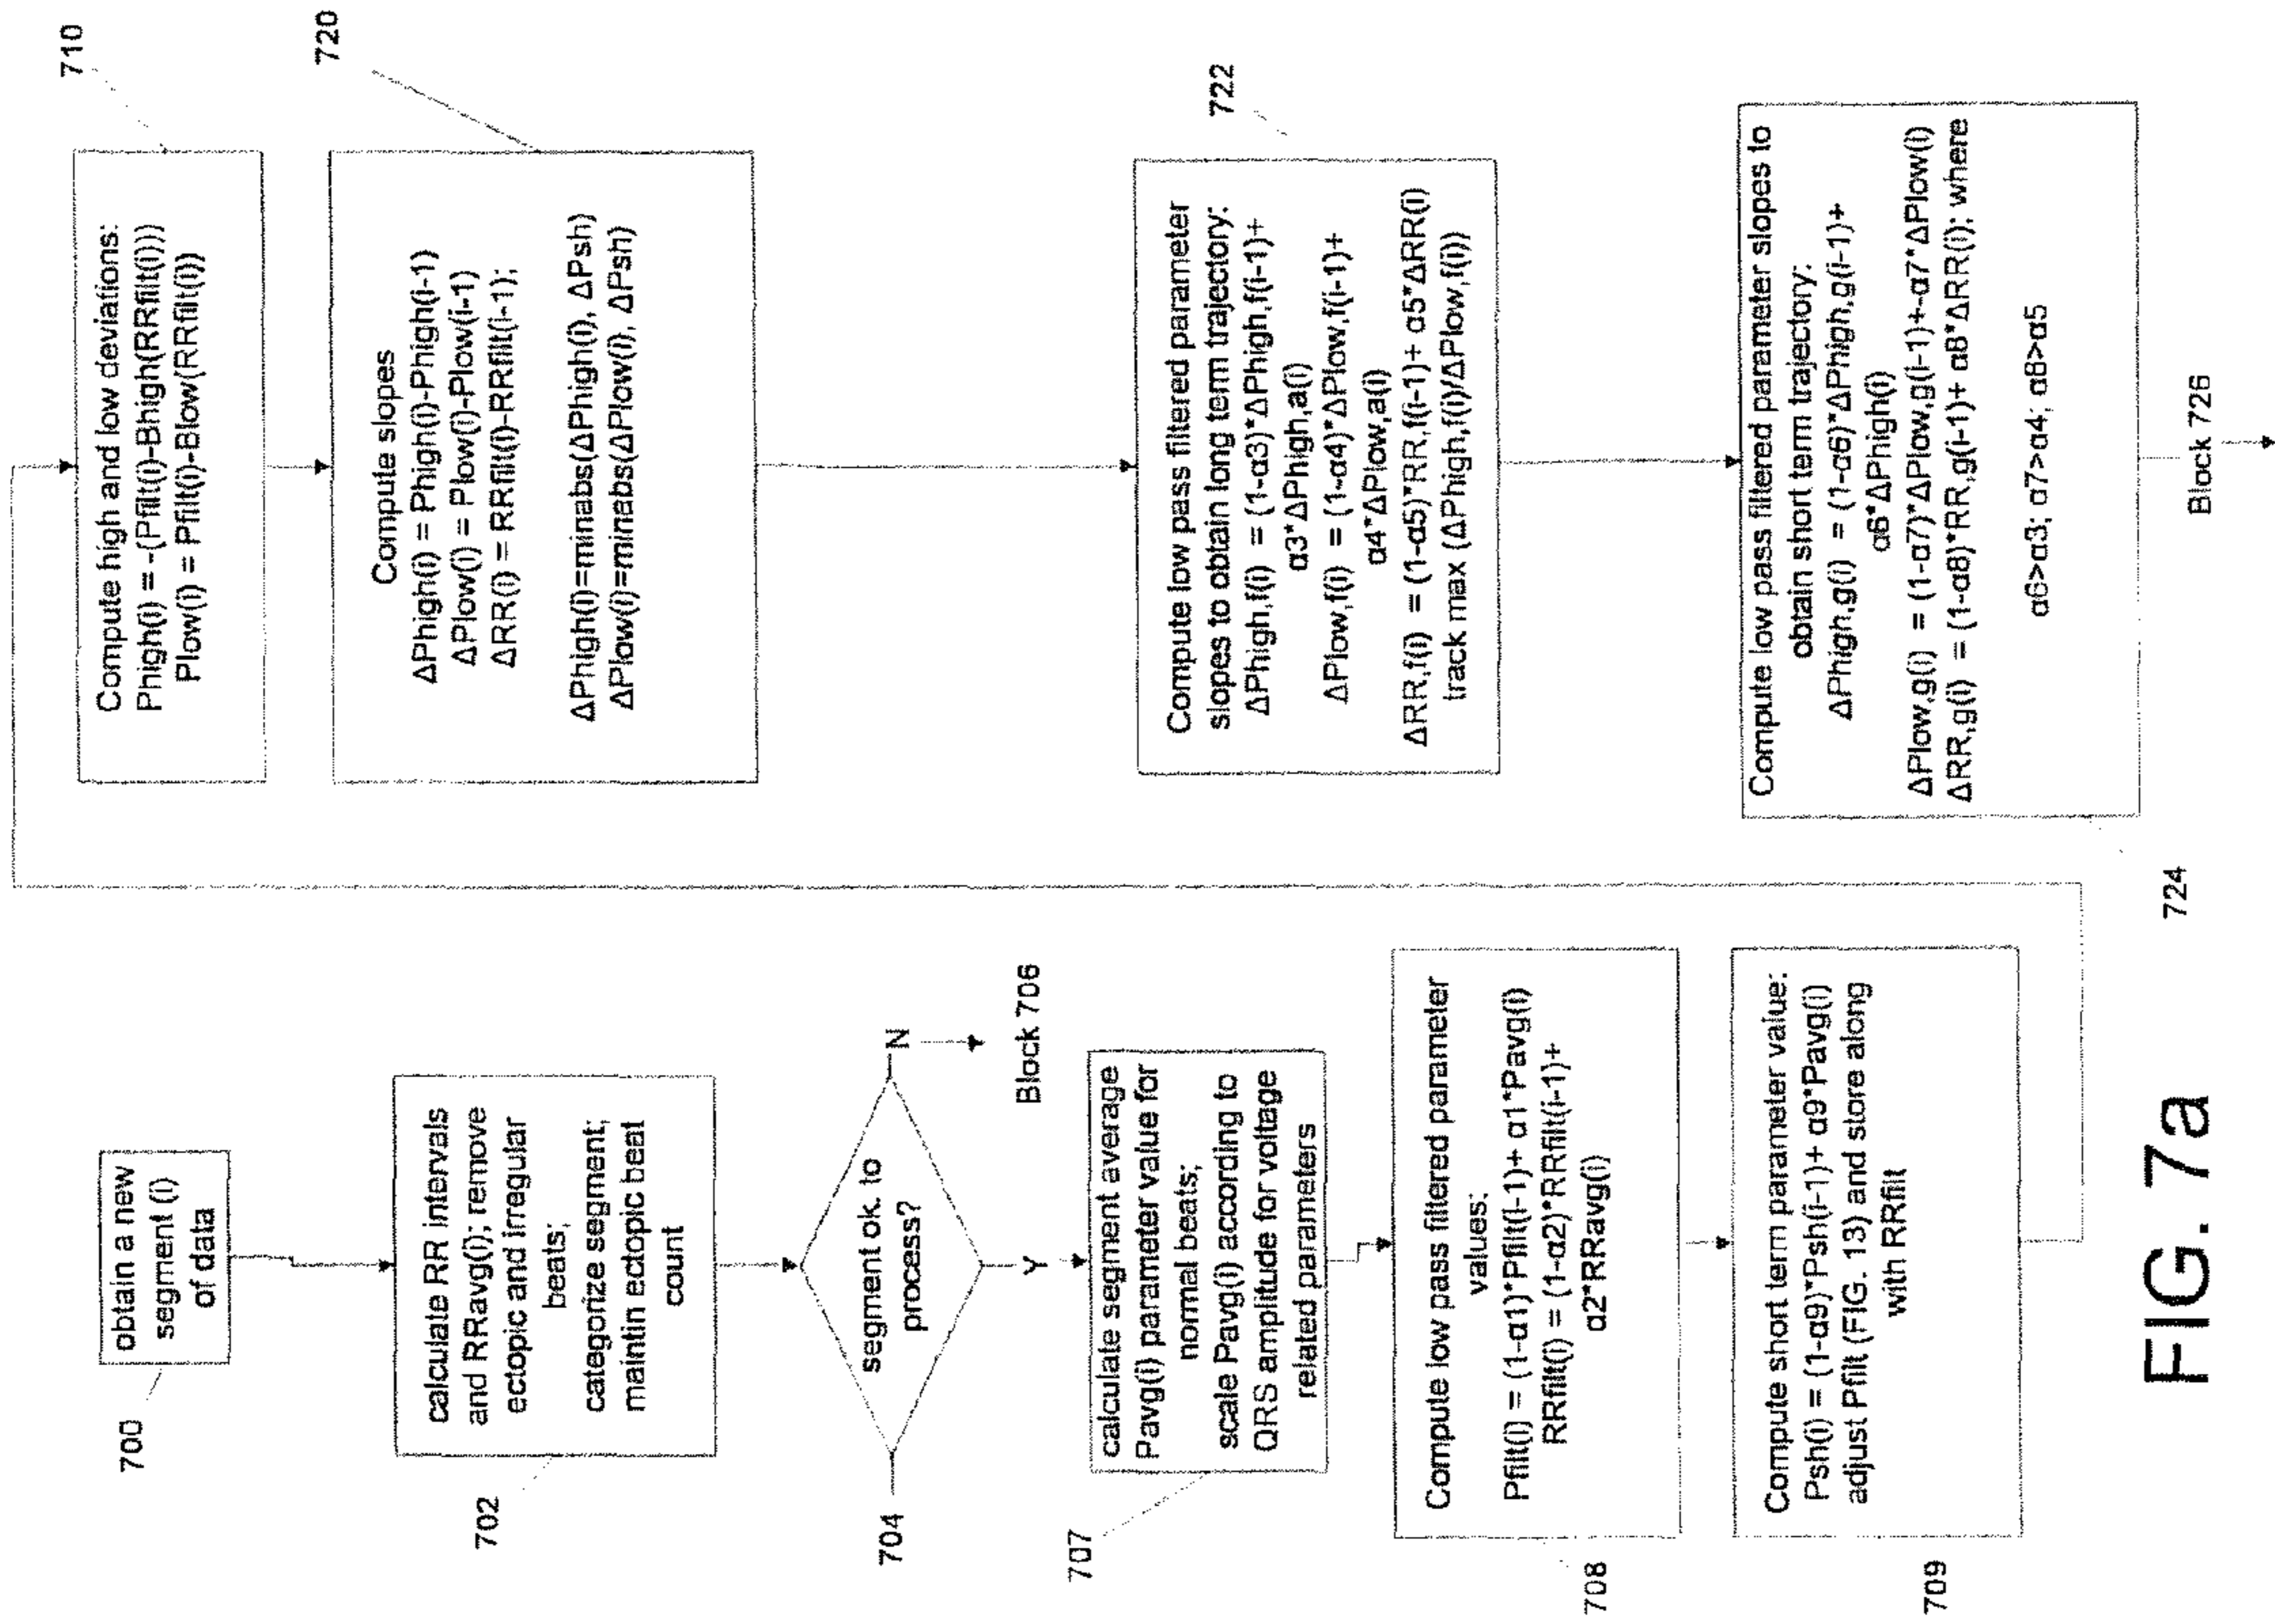 700
obtain a new
segment (i)
of data
702
calculate RR intervals
and RRavg(i); remove
ectopic and irregular
beats;
categorize segment;
maintin ectopic beat
count
704
segment ok. to
process?
N
Block 706
Y
707
calculate segment average
Pavg(i) parameter value for
normal beats;
scale Pavg(i) according to
QRS amplitude for voltage
related parameters
708
Compute low pass filtered parameter
values:
Pfilt(i) = (1-α1)*Pfilt(i-1)+ α1*Pavg(i)
RRfilt(i) = (1-α2)*RRfilt(i-1)+
α2*RRavg(i)
709
Compute short term parameter value:
Psh(i) = (1-α9)*Psh(i-1)+ α9*Pavg(i)
adjust Pfilt (FIG. 13) and store along
with RRfilt
710
Compute high and low deviations:
Phigh(i) = -(Pfilt(i)-Bhigh(RRfilt(i)))
Plow(i) = Pfilt(i)-Blow(RRfilt(i))
720
Compute slopes
ΔPhigh(i) = Phigh(i)-Phigh(i-1)
ΔPlow(i) = Plow(i)-Plow(i-1)
ΔRR(i) = RRfilt(i)-RRfilt(i-1);
ΔPhigh(i)=minabs(ΔPhigh(i), ΔPsh)
ΔPlow(i)=minabs(ΔPlow(i), ΔPsh)
722
Compute low pass filtered parameter
slopes to obtain long term trajectory:
ΔPhigh,f(i) = (1-α3)*ΔPhigh,f(i-1)+
α3*ΔPhigh,a(i)
ΔPlow,f(i) = (1-α4)*ΔPlow,f(i-1)+
α4*ΔPlow,a(i)
ΔRR,f(i) = (1-α5)*RR,f(i-1)+ α5*ΔRR(i)
track max (ΔPhigh,f(i)/ΔPlow,f(i))
724
Compute low pass filtered parameter slopes to
obtain short term trajectory:
ΔPhigh,g(i) = (1-α6)*ΔPhigh,g(i-1)+
α6*ΔPhigh(i)
ΔPlow,g(i) = (1-α7)*ΔPlow,g(i-1)+-α7*ΔPlow(i)
ΔRR,g(i) = (1-α8)*RR,g(i-1)+ α8*ΔRR(i); where
α6>α3; α7>α4; α8>α5
Block 726
FIG. 7a